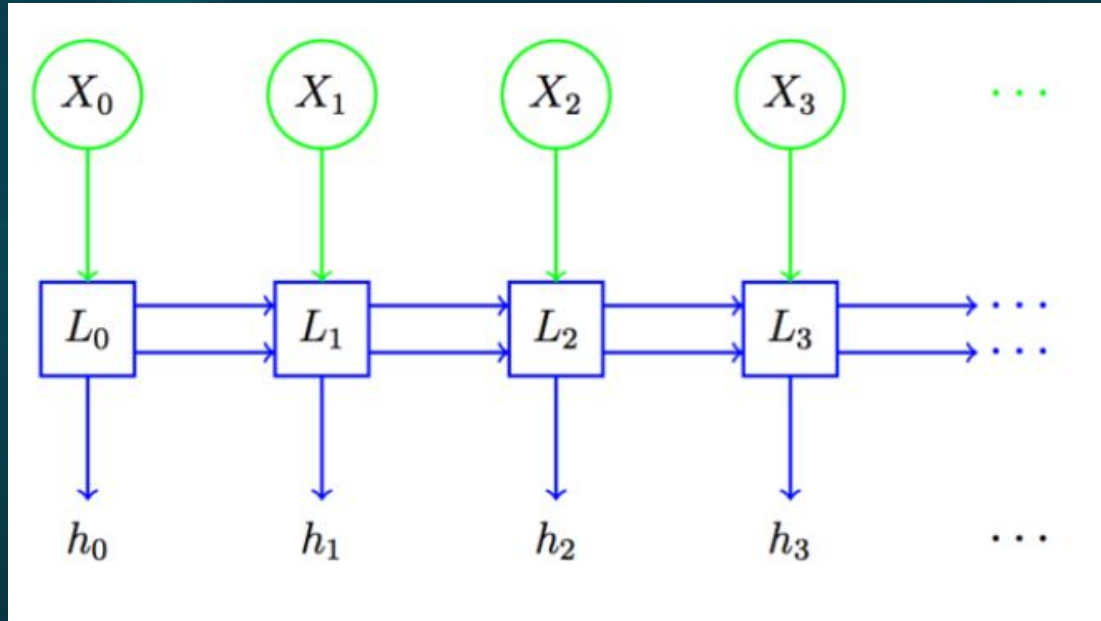 X₀ X₁ X₂ X₃ ...
L₀ L₁ L₂ L₃ ...
...
h₀ h₁ h₂ h₃ ...